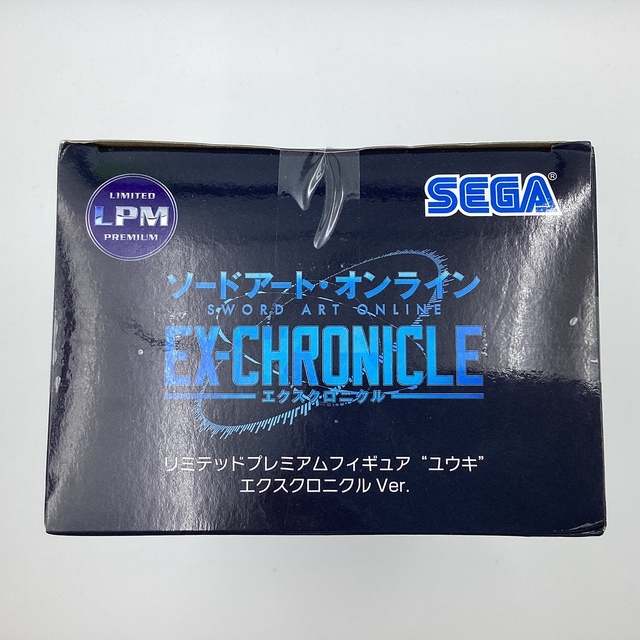 LIMITED
LPM
PREMIUM
SEGA®
ソードアート・オンライン
SWORD ART ONLINE
EX-CHRONICLE
エクスクロニクル
リミテッドプレミアムフィギュア “ユウキ”
エクスクロニクル Ver.